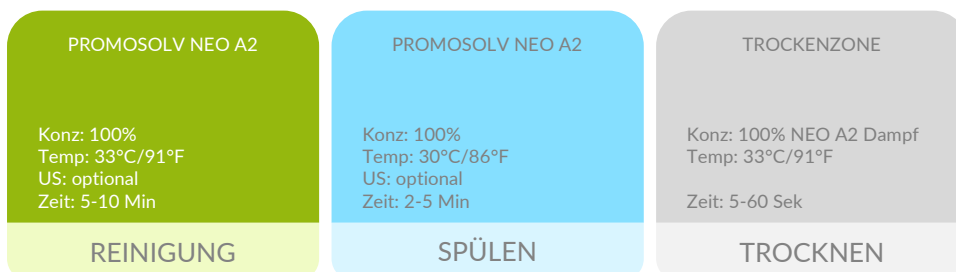 PROMOSOLV NEO A2
Konz: 100%
Temp: 33°C/91°F
US: optional
Zeit: 5-10 Min
REINIGUNG
PROMOSOLV NEO A2
Konz: 100%
Temp: 30°C/86°F
US: optional
Zeit: 2-5 Min
SPÜLEN
TROCKENZONE
Konz: 100% NEO A2 Dampf
Temp: 33°C/91°F
Zeit: 5-60 Sek
TROCKNEN